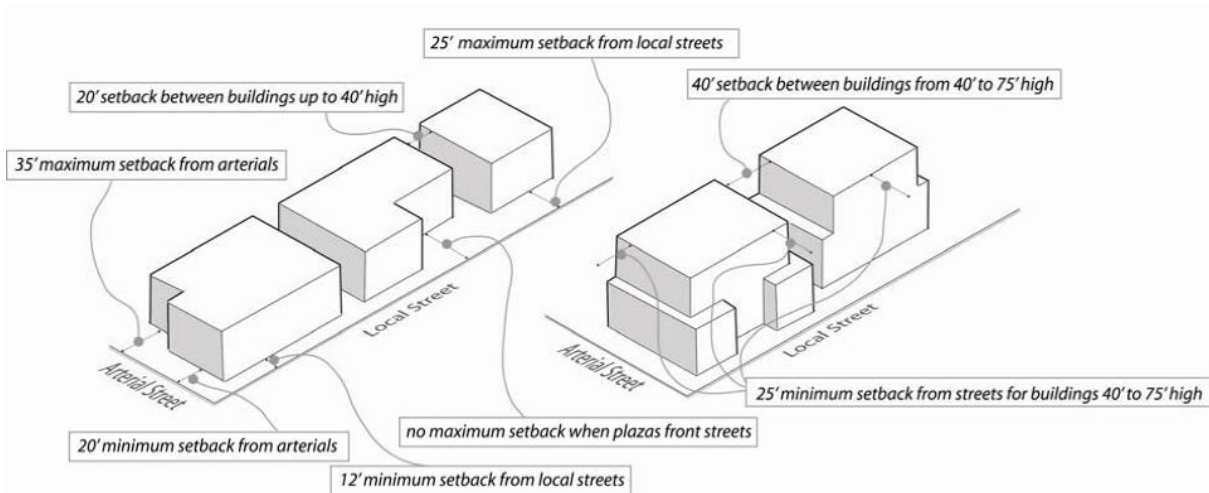 25' maximum setback from local streets
20' setback between buildings up to 40' high
40' setback between buildings from 40' to 75' high
35' maximum setback from arterials
Local Street
Local Street
Arterial Street
Arterial Street
25' minimum setback from streets for buildings 40' to 75' high
no maximum setback when plazas front streets
20' minimum setback from arterials
12' minimum setback from local streets